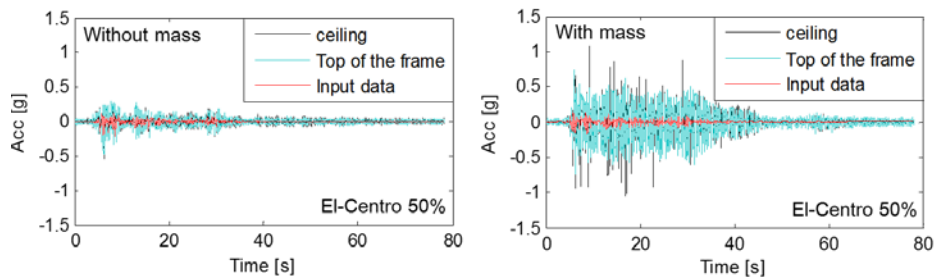 1.5
Without mass
ceiling
1
Top of the frame
0.5
Input data
Acc [g]
0
-0.5
-1
El-Centro 50%
-1.5
0 20 40 60 80
Time [s]
1.5
With mass
ceiling
1
Top of the frame
0.5
Input data
Acc [g]
0
-0.5
-1
El-Centro 50%
-1.5
0 20 40 60 80
Time [s]